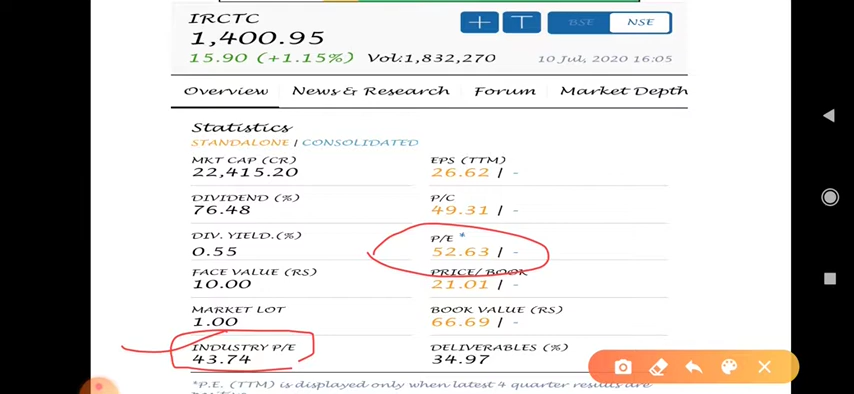 IRCTC
BSE NSE
1,400.95
15.90 (+1.15%) Vol:1,832,270 10 Jul, 2020 16:05
Overview News & Research Forum Market Depth
Statistics
STANDALONE | CONSOLIDATED
MKT CAP (CR) EPS (TTM)
22,415.20 26.62 / -
DIVIDEND (%) P/C
76.48 49.31 / -
DIV. YIELD.(%) P/E *
0.55 52.63 / -
FACE VALUE (RS) PRICE/ BOOK
10.00 21.01 / -
MARKET LOT BOOK VALUE (RS)
1.00 66.69 / -
INDUSTRY P/E DELIVERABLES (%)
43.74 34.97
*P.E. (TTM) is displayed only when latest 4 quarter results are